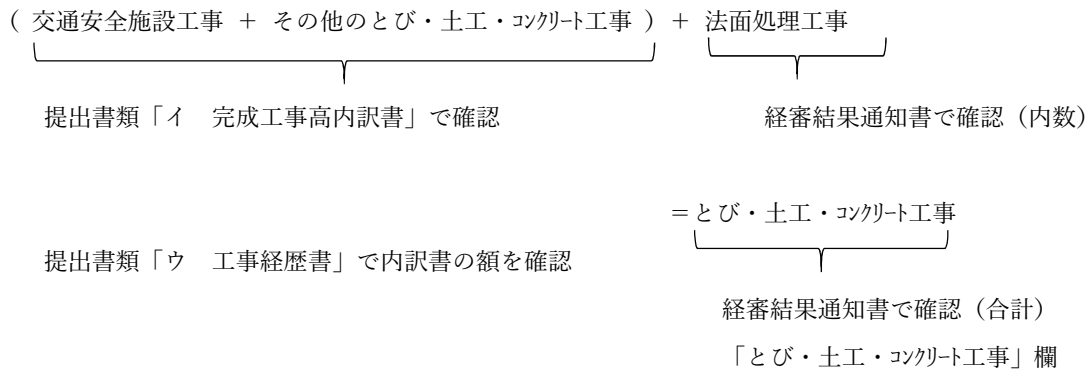 ( 交通安全施設工事 ＋ その他のとび・土工・ｺﾝｸﾘｰﾄ工事 ) ＋ 法面処理工事
提出書類「イ　完成工事高内訳書」で確認
経審結果通知書で確認（内数）
＝とび・土工・ｺﾝｸﾘｰﾄ工事
提出書類「ウ　工事経歴書」で内訳書の額を確認
経審結果通知書で確認（合計）
「とび・土工・ｺﾝｸﾘｰﾄ工事」欄